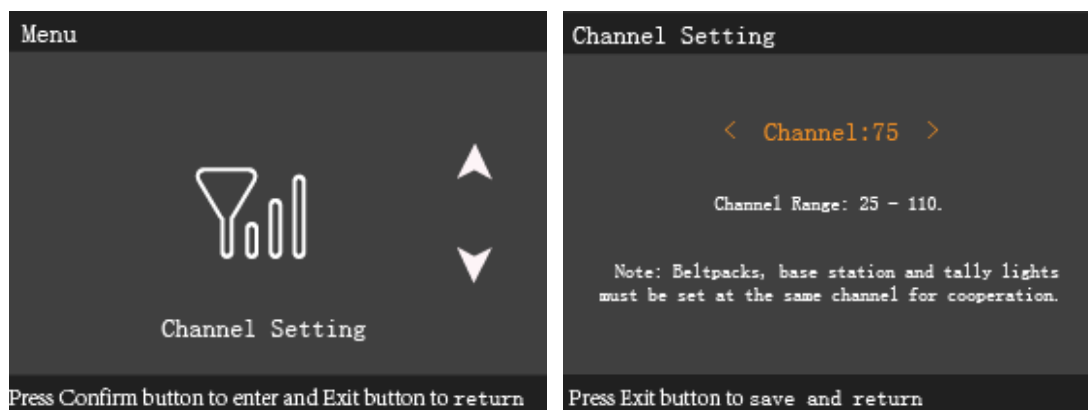 Menu
Channel Setting
Press Confirm button to enter and Exit button to return
Channel Setting
< Channel:75 >
Channel Range: 25 - 110.
Note: Beltpacks, base station and tally lights
must be set at the same channel for cooperation.
Press Exit button to save and return